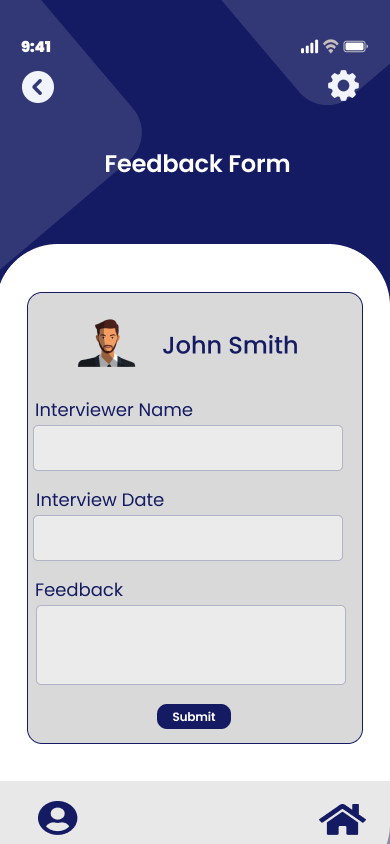 9:41
Feedback Form
John Smith
Interviewer Name
Interview Date
Feedback
Submit